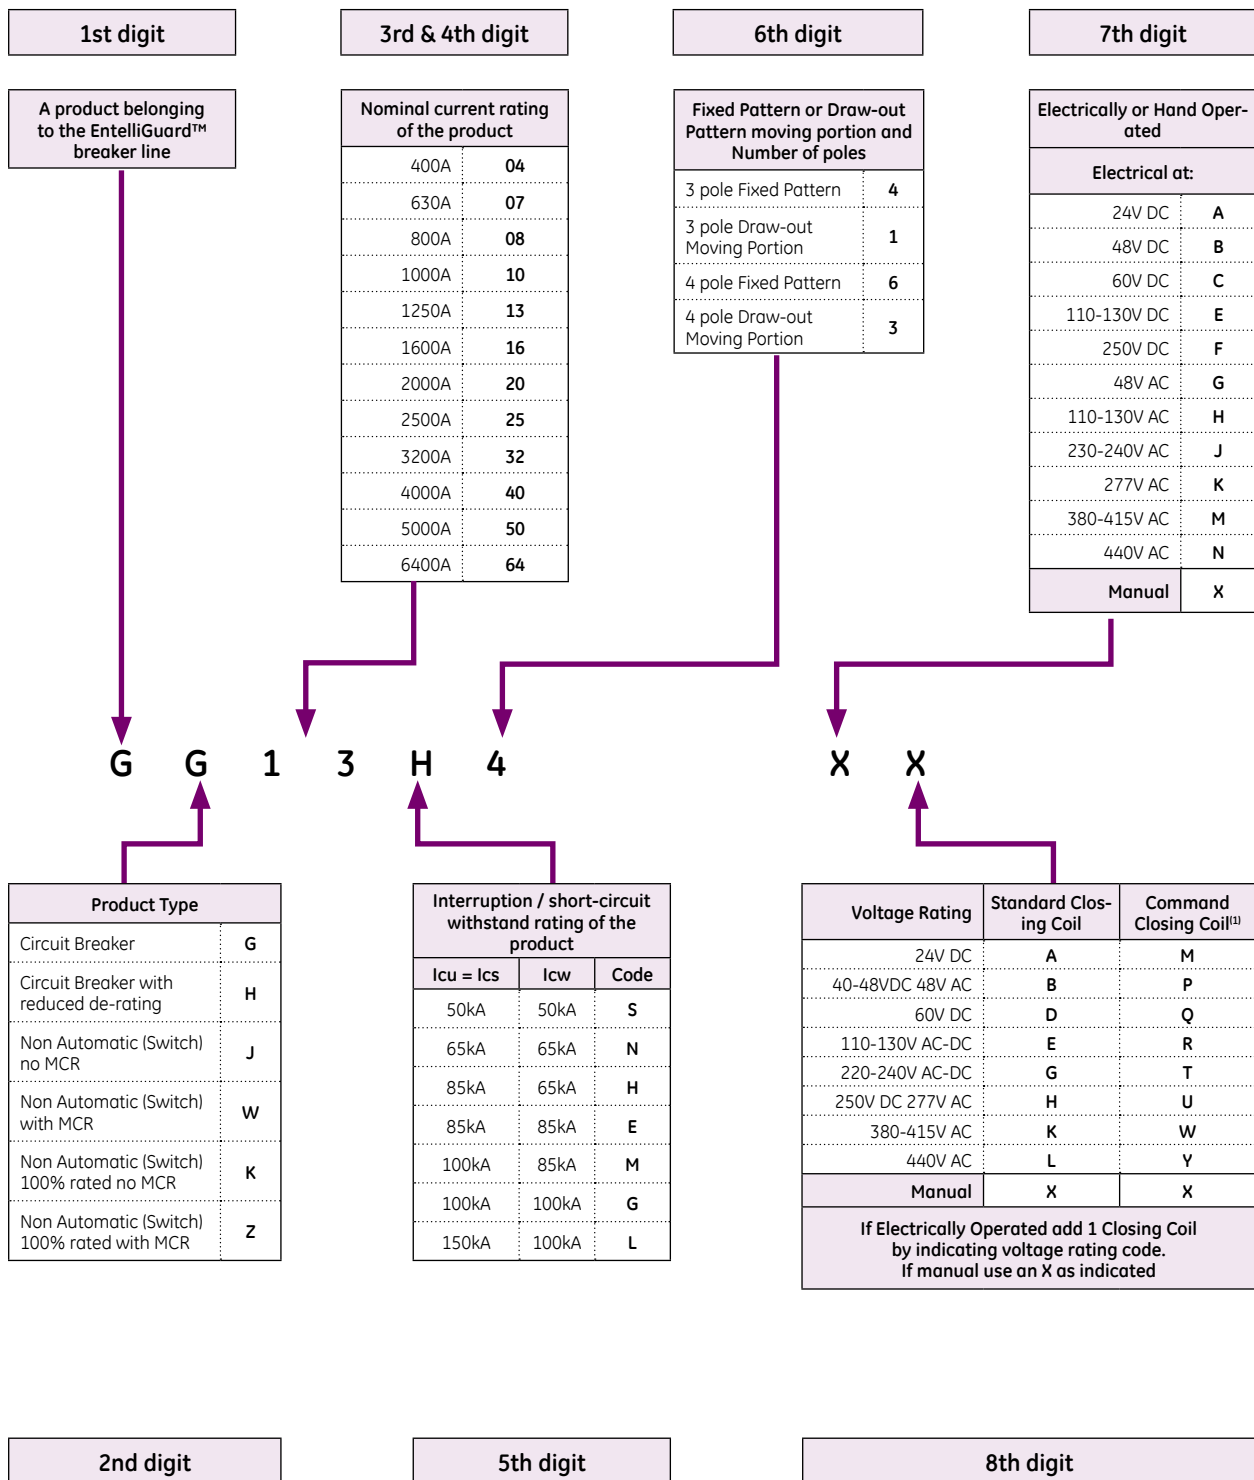 1st digit
3rd & 4th digit
6th digit
7th digit
A product belonging
to the EntelliGuard™
breaker line
Nominal current rating
of the product
400A 04
630A 07
800A 08
1000A 10
1250A 13
1600A 16
2000A 20
2500A 25
3200A 32
4000A 40
5000A 50
6400A 64
Fixed Pattern or Draw-out
Pattern moving portion and
Number of poles
3 pole Fixed Pattern 4
3 pole Draw-out
Moving Portion 1
4 pole Fixed Pattern 6
4 pole Draw-out
Moving Portion 3
Electrically or Hand Oper-
ated
Electrical at:
24V DC A
48V DC B
60V DC C
110-130V DC E
250V DC F
48V AC G
110-130V AC H
230-240V AC J
277V AC K
380-415V AC M
440V AC N
Manual X
G G 1 3 H 4 X X
Product Type
Circuit Breaker G
Circuit Breaker with
reduced de-rating H
Non Automatic (Switch)
no MCR J
Non Automatic (Switch)
with MCR W
Non Automatic (Switch)
100% rated no MCR K
Non Automatic (Switch)
100% rated with MCR Z
Interruption / short-circuit
withstand rating of the
product
Icu = Ics Icw Code
50kA 50kA S
65kA 65kA N
85kA 65kA H
85kA 85kA E
100kA 85kA M
100kA 100kA G
150kA 100kA L
Voltage Rating Standard Clos-
ing Coil Command
Closing Coil(1)
24V DC A M
40-48VDC 48V AC B P
60V DC D Q
110-130V AC-DC E R
220-240V AC-DC G T
250V DC 277V AC H U
380-415V AC K W
440V AC L Y
Manual X X
If Electrically Operated add 1 Closing Coil
by indicating voltage rating code.
If manual use an X as indicated
2nd digit
5th digit
8th digit